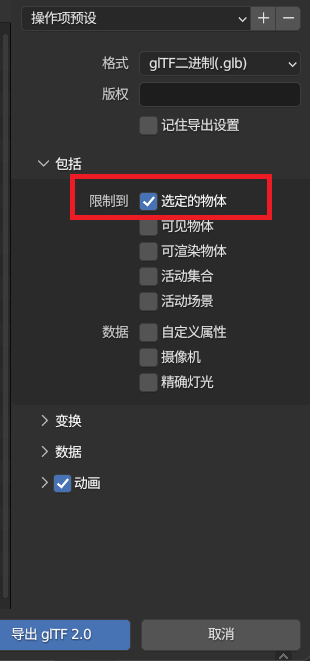 操作项预设
格式 glTF二进制(.glb)
版权
记住导出设置
包括
限制到 选定的物体
可见物体
可渲染物体
活动集合
活动场景
数据 自定义属性
摄像机
精确灯光
变换
数据
动画
导出 glTF 2.0 取消